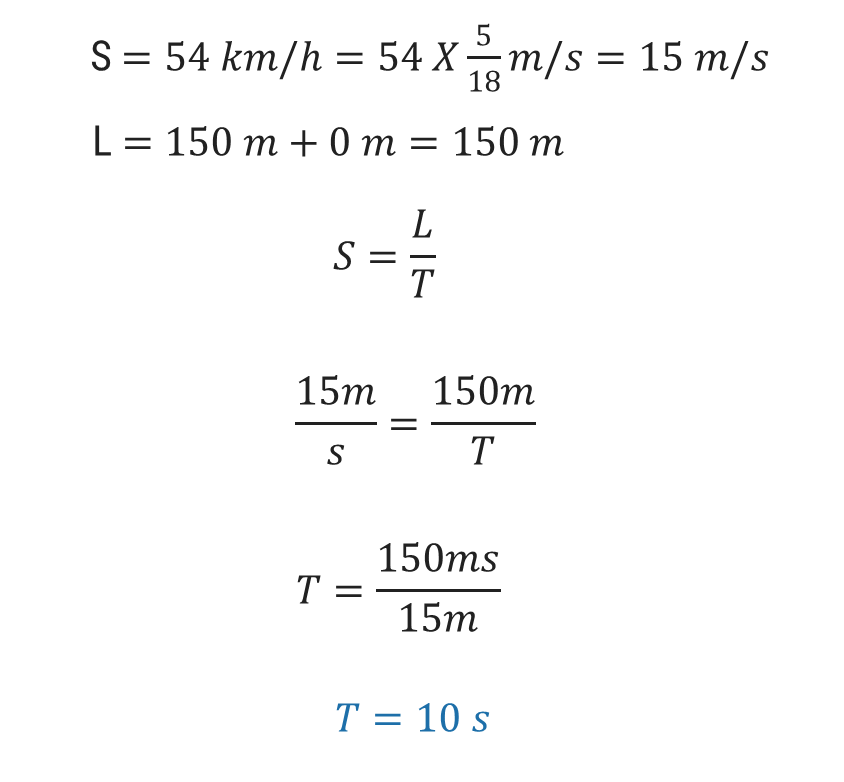 S = 54 km/h = 54 X 5/18 m/s = 15 m/s
L = 150 m + 0 m = 150 m
S = L/T
15m/s = 150m/T
T = 150ms/15m
T = 10 s